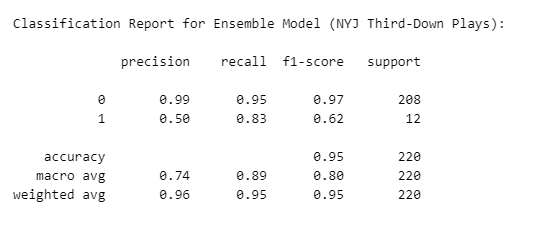 Classification Report for Ensemble Model (NYJ Third-Down Plays):
precision recall f1-score support
0 0.99 0.95 0.97 208
1 0.50 0.83 0.62 12
accuracy 0.95 220
macro avg 0.74 0.89 0.80 220
weighted avg 0.96 0.95 0.95 220